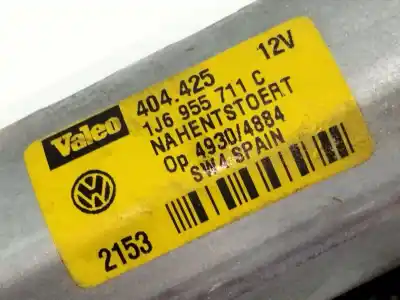 Valeo
404.425
12V
1J6 955 711 C
NAHENTSTOERT
Op 4930/4884
SW4 SPAIN
2153